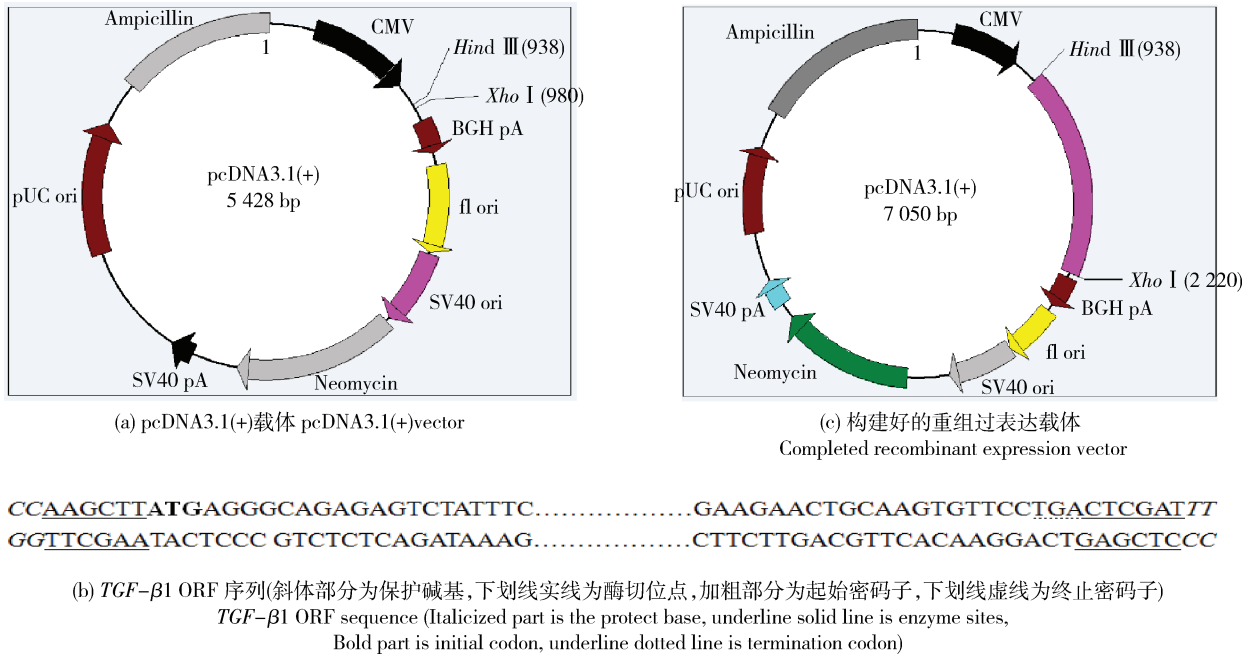 Ampicillin
1
CMV
Hind Ⅲ(938)
Xho Ⅰ(980)
BGH pA
pcDNA3.1(+)
5 428 bp
pUC ori
fl ori
SV40 ori
SV40 pA
Neomycin
(a) pcDNA3.1(+)载体 pcDNA3.1(+)vector
Ampicillin
1
CMV
Hind Ⅲ(938)
pcDNA3.1(+)
7 050 bp
pUC ori
Xho Ⅰ(2 220)
BGH pA
SV40 pA
fl ori
Neomycin
SV40 ori
(c) 构建好的重组过表达载体
Completed recombinant expression vector
CCAAGCTTATGAGGGCAGAGAGTCTATTTC.................GAAGAACTGCAAGTGTTCCTGACTCGATTT
GGTTCGAATACTCCC GTCTCTCAGATAAAG.................CTTCTTGACGTTCACAAGGACTGAGCTCCC
(b) TGF-β1 ORF 序列(斜体部分为保护碱基,下划线实线为酶切位点,加粗部分为起始密码子,下划线虚线为终止密码子)
TGF-β1 ORF sequence (Italicized part is the protect base, underline solid line is enzyme sites,
Bold part is initial codon, underline dotted line is termination codon)